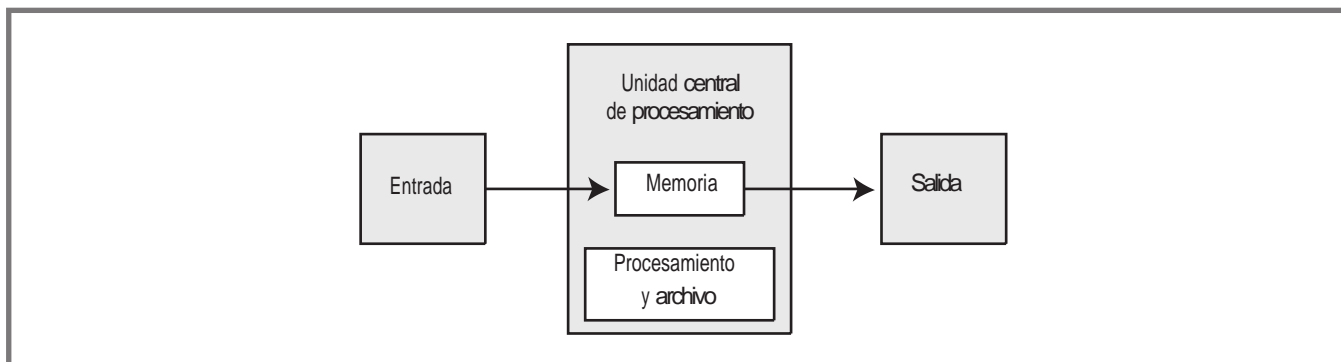 Unidad central
de procesamiento
Entrada
Memoria
Salida
Procesamiento
y archivo